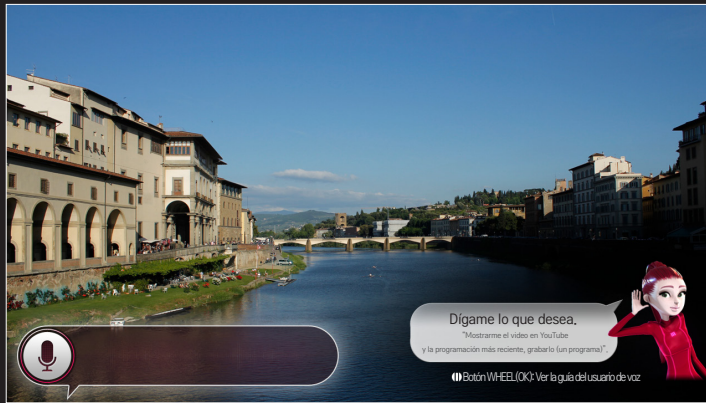 Dígame lo que desea.
"Mostrarme el video en YouTube
y la programación más reciente, grabarlo (un programa)".
Botón WHEEL(OK): Ver la guía del usuario de voz